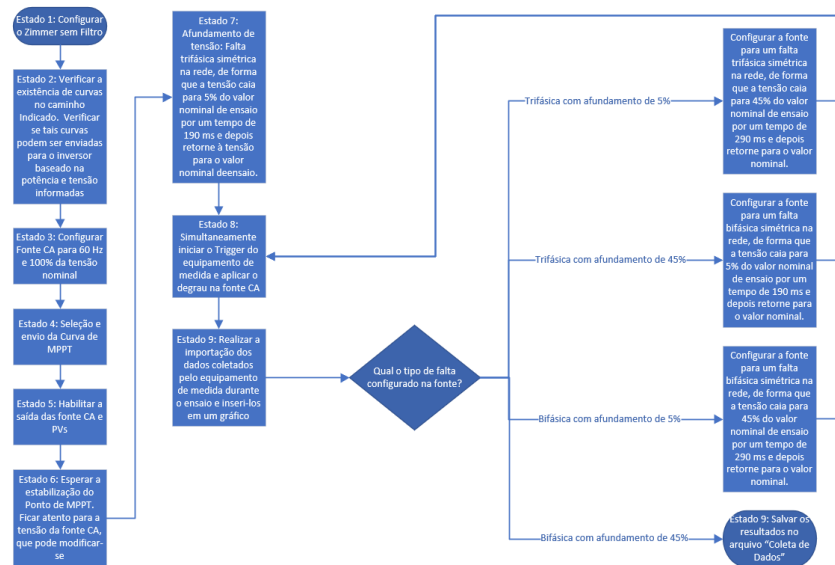 Estado 1: Configurar
o Zimmer sem Filtro
Estado 2: Verificar a
existência de curvas
no caminho
Indicado. Verificar
se tais curvas
podem ser enviadas
para o inversor
baseado na
potência e tensão
informadas
Estado 3: Configurar
Fonte CA para 60 Hz
e 100% da tensão
nominal
Estado 4: Seleção e
envio da Curva de
MPPT
Estado 5: Habilitar a
saída das fonte CA e
PVs
Estado 6: Esperar a
estabilização do
Ponto de MPPT.
Ficar atento para a
tensão da fonte CA,
que pode modificar-
se
Estado 7:
Afundamento de
tensão: Falta
trifásica simétrica
na rede, de forma
que a tensão caia
para 5% do valor
nominal de ensaio
por um tempo de
190 ms e depois
retorne à tensão
para o valor
nominal deensaio.
Estado 8:
Simultaneamente
iniciar o Trigger do
equipamento de
medida e aplicar o
degrau na fonte CA
Estado 9: Realizar a
importação dos
dados coletados
pelo equipamento
de medida durante
o ensaio e inseri-los
em um gráfico
Qual o tipo de falta
configurado na fonte?
Trifásica com afundamento de 5%
Configurar a fonte
para um falta
trifásica simétrica
na rede, de forma
que a tensão caia
para 45% do valor
nominal de ensaio
por um tempo de
290 ms e depois
retorne para o valor
nominal.
Trifásica com afundamento de 45%
Configurar a fonte
para um falta
bifásica simétrica na
rede, de forma que
a tensão caia para
5% do valor nominal
de ensaio por um
tempo de 190 ms e
depois retorne para
o valor nominal.
Bifásica com afundamento de 5%
Configurar a fonte
para um falta
bifásica simétrica na
rede, de forma que
a tensão caia para
45% do valor
nominal de ensaio
por um tempo de
290 ms e depois
retorne para o valor
nominal.
Bifásica com afundamento de 45%
Estado 9: Salvar os
resultados no
arquivo “Coleta de
Dados”